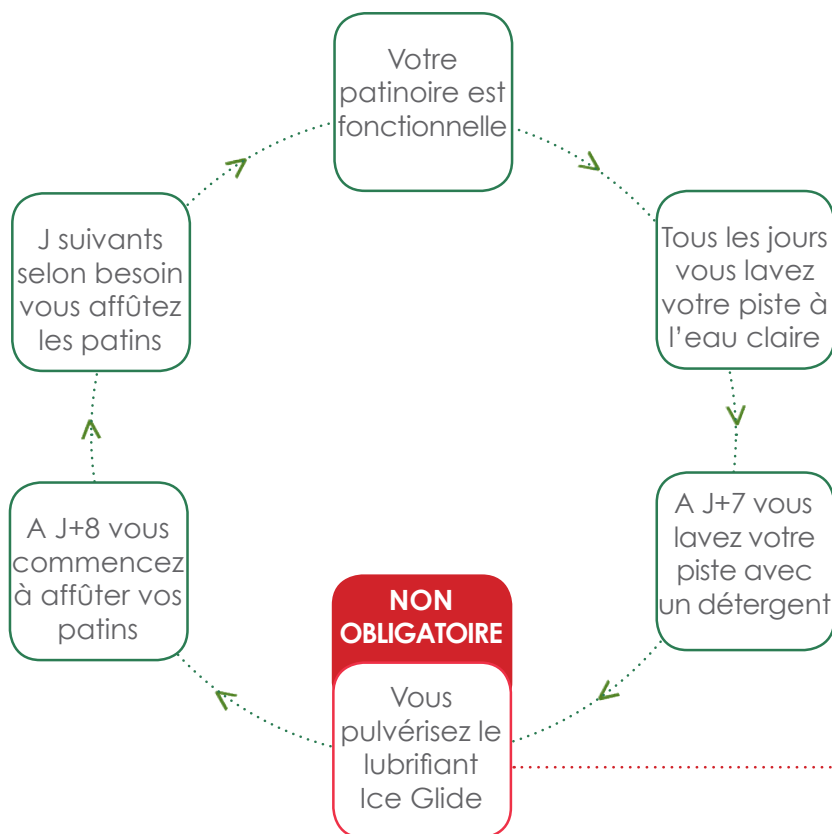 Votre
patinoire est
fonctionnelle
Tous les jours
vous lavez
votre piste à
l’eau claire
A J+7 vous
lavez votre
piste avec
un détergent
NON
OBLIGATOIRE
Vous
pulvérisez le
lubrifiant
Ice Glide
A J+8 vous
commencez
à affûter vos
patins
J suivants
selon besoin
vous affûtez
les patins